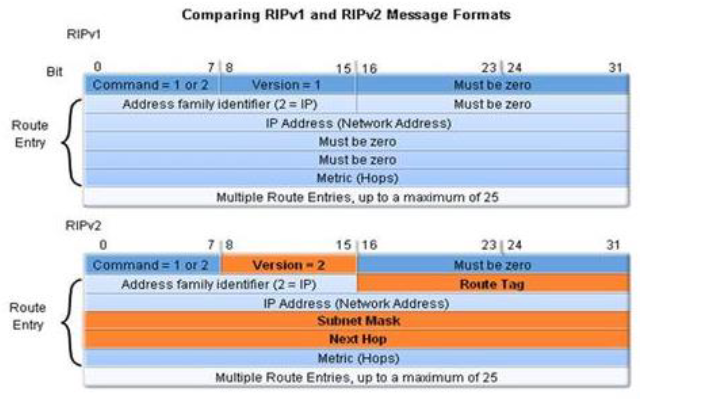 Comparing RIPv1 and RIPv2 Message Formats
RIPv1
Bit 0 7 8 15 16 23 24 31
Command = 1 or 2 Version = 1 Must be zero
Address family identifier (2 = IP) Must be zero
IP Address (Network Address)
Must be zero
Must be zero
Metric (Hops)
Route Entry
Multiple Route Entries, up to a maximum of 25
RIPv2
0 7 8 15 16 23 24 31
Command = 1 or 2 Version = 2 Must be zero
Address family identifier (2 = IP) Route Tag
IP Address (Network Address)
Subnet Mask
Next Hop
Metric (Hops)
Route Entry
Multiple Route Entries, up to a maximum of 25